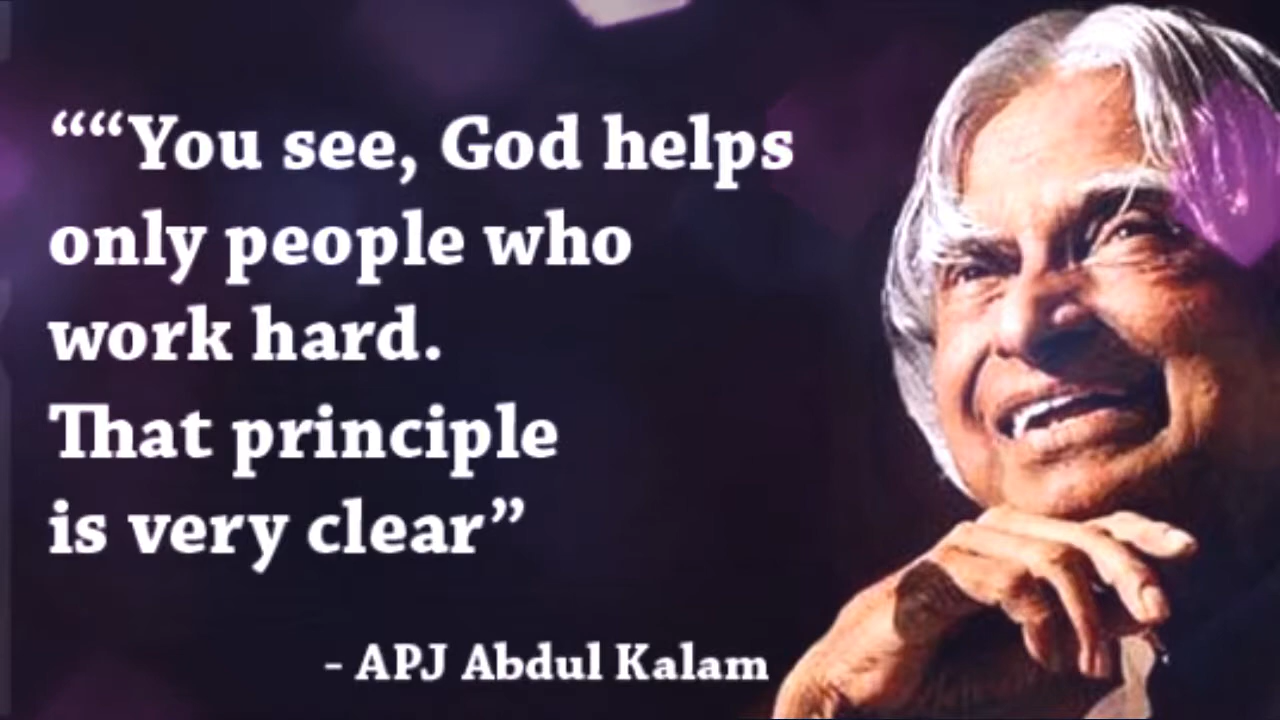 ““You see, God helps
only people who
work hard.
That principle
is very clear”
- APJ Abdul Kalam